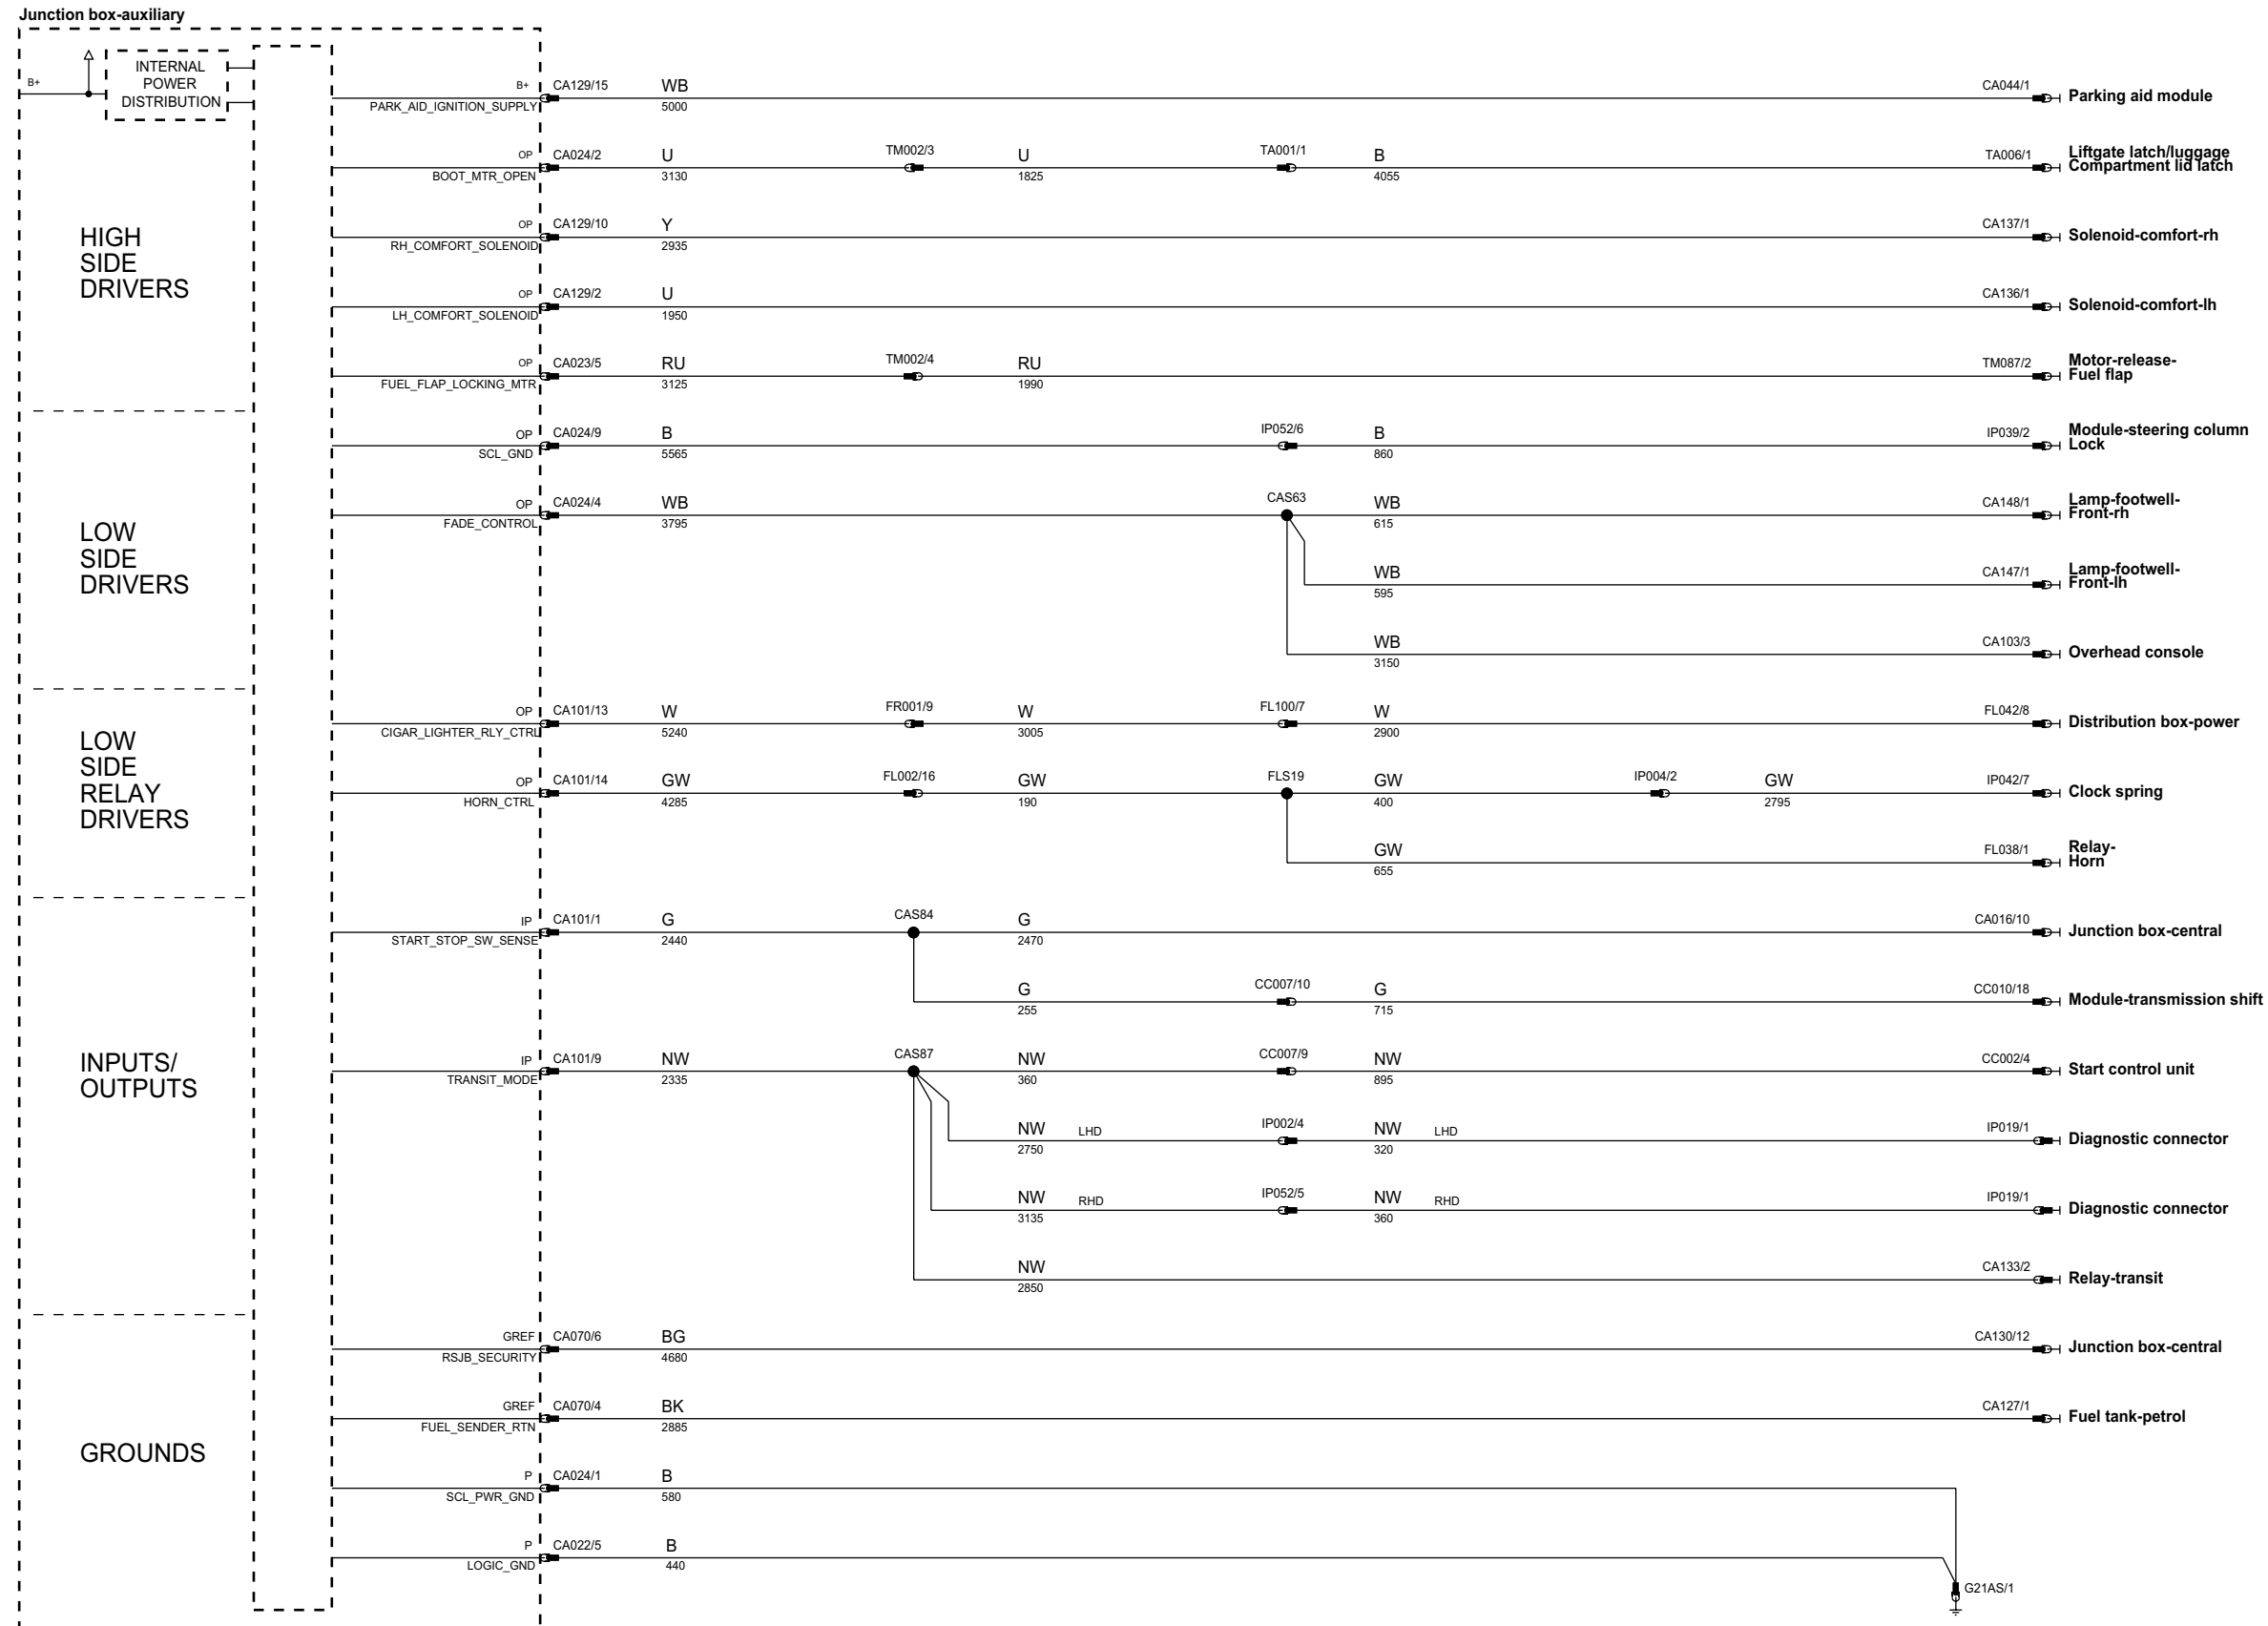 Junction box-auxiliary
B+
INTERNAL
POWER
DISTRIBUTION
B+ CA129/15 WB CA044/1 Parking aid module
PARK_AID_IGNITION_SUPPLY 5000
OP CA024/2 U TM002/3 U TA001/1 B TA006/1 Liftgate latch/luggage
Compartment lid latch
BOOT_MTR_OPEN 3130 1825 4055
HIGH
SIDE
DRIVERS
OP CA129/10 Y CA137/1 Solenoid-comfort-rh
RH_COMFORT_SOLENOID 2935
OP CA129/2 U CA136/1 Solenoid-comfort-lh
LH_COMFORT_SOLENOID 1950
OP CA023/5 RU TM002/4 RU TM087/2 Motor-release-
Fuel flap
FUEL_FLAP_LOCKING_MTR 3125 1990
OP CA024/9 B IP052/6 B IP039/2 Module-steering column
Lock
SCL_GND 5565 860
OP CA024/4 WB CAS63 WB CA148/1 Lamp-footwell-
Front-rh
FADE_CONTROL 3795 615
LOW
SIDE
DRIVERS
WB CA147/1 Lamp-footwell-
Front-lh
595
WB CA103/3 Overhead console
3150
OP CA101/13 W FR001/9 W FL100/7 W FL042/8 Distribution box-power
CIGAR_LIGHTER_RLY_CTRL 5240 3005 2900
LOW
SIDE
RELAY
DRIVERS
OP CA101/14 GW FL002/16 GW FLS19 GW IP004/2 GW IP042/7 Clock spring
HORN_CTRL 4285 190 400 2795
GW FL038/1 Relay-
Horn
655
IP CA101/1 G CAS84 G CA016/10 Junction box-central
START_STOP_SW_SENSE 2440 2470
G CC007/10 G CC010/18 Module-transmission shift
255 715
INPUTS/
OUTPUTS
IP CA101/9 NW CAS87 NW CC007/9 NW CC002/4 Start control unit
TRANSIT_MODE 2335 360 895
NW LHD IP002/4 NW LHD IP019/1 Diagnostic connector
2750 320
NW RHD IP052/5 NW RHD IP019/1 Diagnostic connector
3135 360
NW CA133/2 Relay-transit
2850
GREF CA070/6 BG CA130/12 Junction box-central
RSJB_SECURITY 4680
GREF CA070/4 BK CA127/1 Fuel tank-petrol
FUEL_SENDER_RTN 2885
GROUNDS
P CA024/1 B
SCL_PWR_GND 580
P CA022/5 B
LOGIC_GND 440
G21AS/1